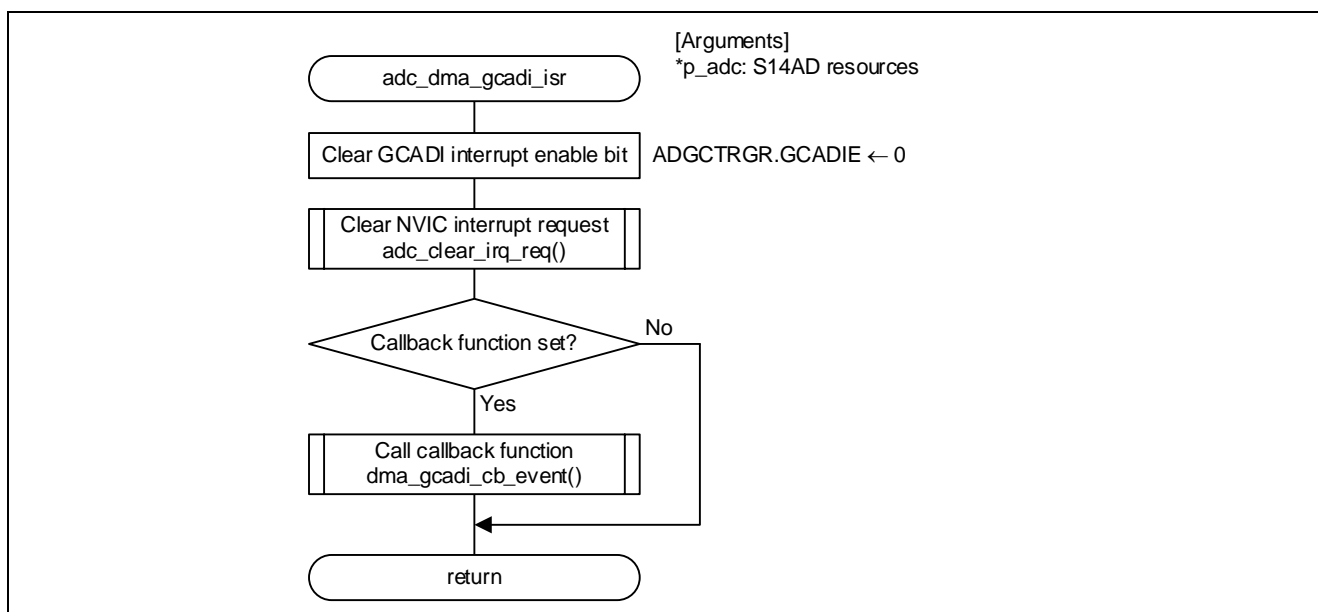 [Arguments]
*p_adc: S14AD resources
adc_dma_gcadi_isr
Clear GCADI interrupt enable bit
ADGCTRGR.GCADIE ← 0
Clear NVIC interrupt request
adc_clear_irq_req()
Callback function set?
No
Yes
Call callback function
dma_gcadi_cb_event()
return